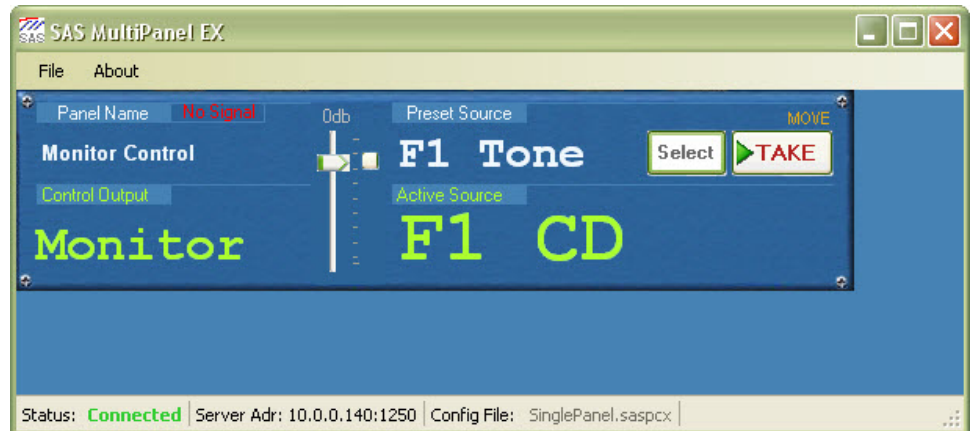 SAS MultiPanel EX
File About
Panel Name No Signal 0db Preset Source MOVE
Monitor Control F1 Tone Select TAKE
Control Output Active Source
Monitor F1 CD
Status: Connected Server Adr: 10.0.0.140:1250 Config File: SinglePanel.saspcx